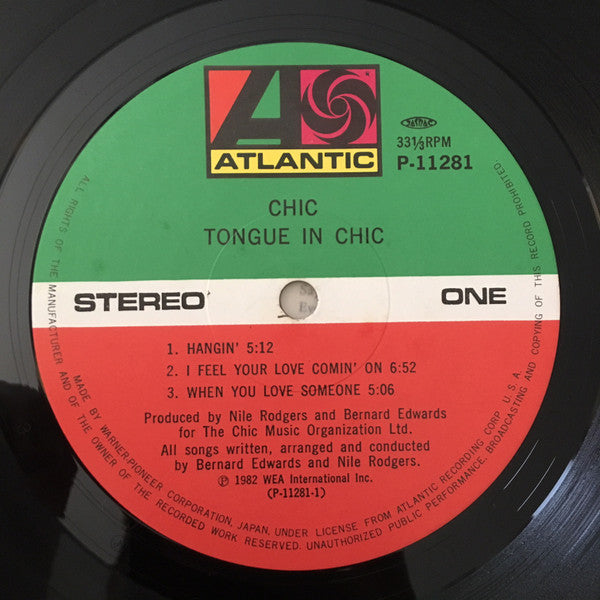 ATLANTIC
JASRAC
33⅓RPM
P-11281
CHIC
TONGUE IN CHIC
STEREO
ONE
1. HANGIN' 5:12
2. I FEEL YOUR LOVE COMIN' ON 6:52
3. WHEN YOU LOVE SOMEONE 5:06
Produced by Nile Rodgers and Bernard Edwards
for The Chic Music Organization Ltd.
All songs written, arranged and conducted
by Bernard Edwards and Nile Rodgers.
℗ 1982 WEA International Inc.
(P-11281-1)
MADE BY WARNER-PIONEER CORPORATION, JAPAN, UNDER LICENSE FROM ATLANTIC RECORDING CORP. U.S.A.
ALL RIGHTS OF THE MANUFACTURER AND OF THE OWNER OF THE RECORDED WORK RESERVED. UNAUTHORIZED PUBLIC PERFORMANCE, BROADCASTING AND COPYING OF THIS RECORD PROHIBITED